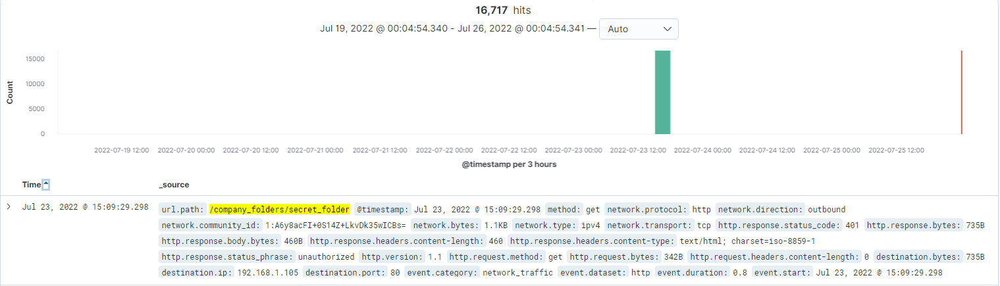 16,717 hits
Jul 19, 2022 @ 00:04:54.340 - Jul 26, 2022 @ 00:04:54.341 — Auto
15000
10000
5000
0
Count
2022-07-19 12:00 2022-07-20 00:00 2022-07-20 12:00 2022-07-21 00:00 2022-07-21 12:00 2022-07-22 00:00 2022-07-22 12:00 2022-07-23 00:00 2022-07-23 12:00 2022-07-24 00:00 2022-07-24 12:00 2022-07-25 00:00 2022-07-25 12:00
@timestamp per 3 hours
Time _source
Jul 23, 2022 @ 15:09:29.298 url.path: /company_folders/secret_folder @timestamp: Jul 23, 2022 @ 15:09:29.298 method: get network.protocol: http network.direction: outbound
network.community_id: 1:A6y8acFI+0S14Z+LkvDk35wICBs= network.bytes: 1.1KB network.type: ipv4 network.transport: tcp http.response.status_code: 401 http.response.bytes: 735B
http.response.body.bytes: 460B http.response.headers.content-length: 460 http.response.headers.content-type: text/html; charset=iso-8859-1
http.response.status_phrase: unauthorized http.version: 1.1 http.request.method: get http.request.bytes: 342B http.request.headers.content-length: 0 destination.bytes: 735B
destination.ip: 192.168.1.105 destination.port: 80 event.category: network_traffic event.dataset: http event.duration: 0.8 event.start: Jul 23, 2022 @ 15:09:29.298